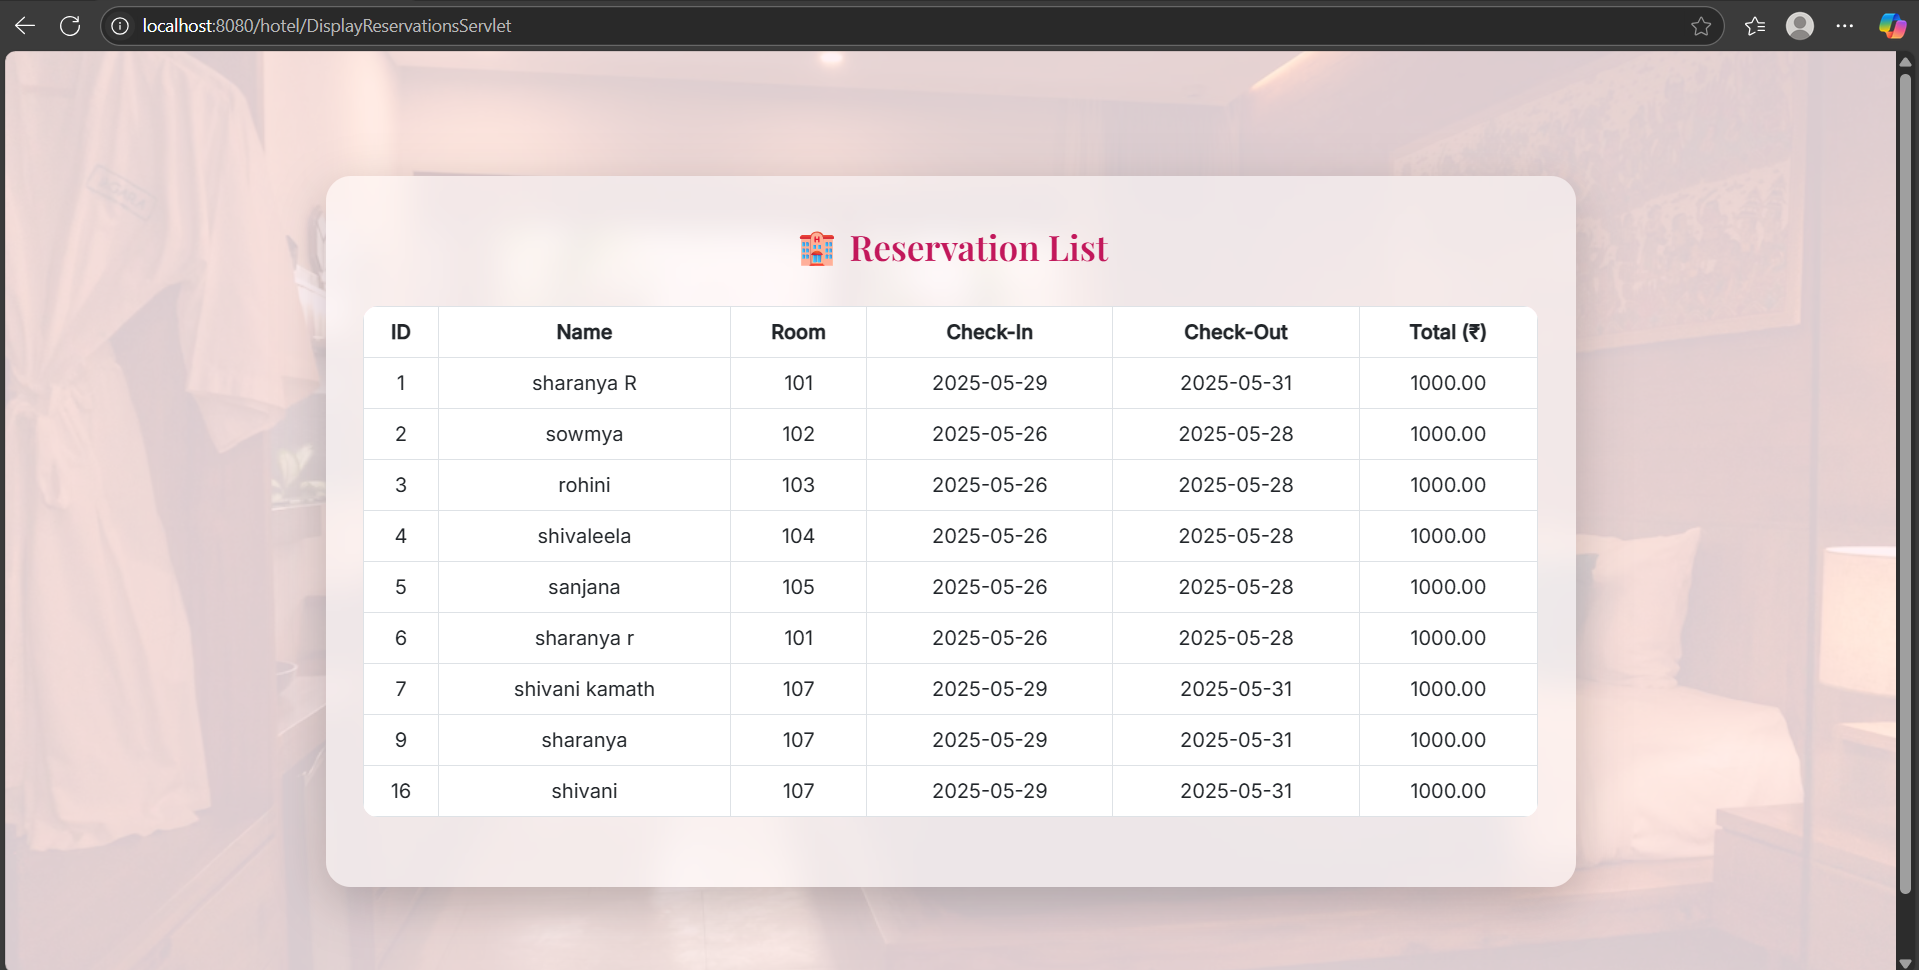 localhost:8080/hotel/DisplayReservationsServlet
🏨 Reservation List
ID Name Room Check-In Check-Out Total (₹)
1 sharanya R 101 2025-05-29 2025-05-31 1000.00
2 sowmya 102 2025-05-26 2025-05-28 1000.00
3 rohini 103 2025-05-26 2025-05-28 1000.00
4 shivaleela 104 2025-05-26 2025-05-28 1000.00
5 sanjana 105 2025-05-26 2025-05-28 1000.00
6 sharanya r 101 2025-05-26 2025-05-28 1000.00
7 shivani kamath 107 2025-05-29 2025-05-31 1000.00
9 sharanya 107 2025-05-29 2025-05-31 1000.00
16 shivani 107 2025-05-29 2025-05-31 1000.00